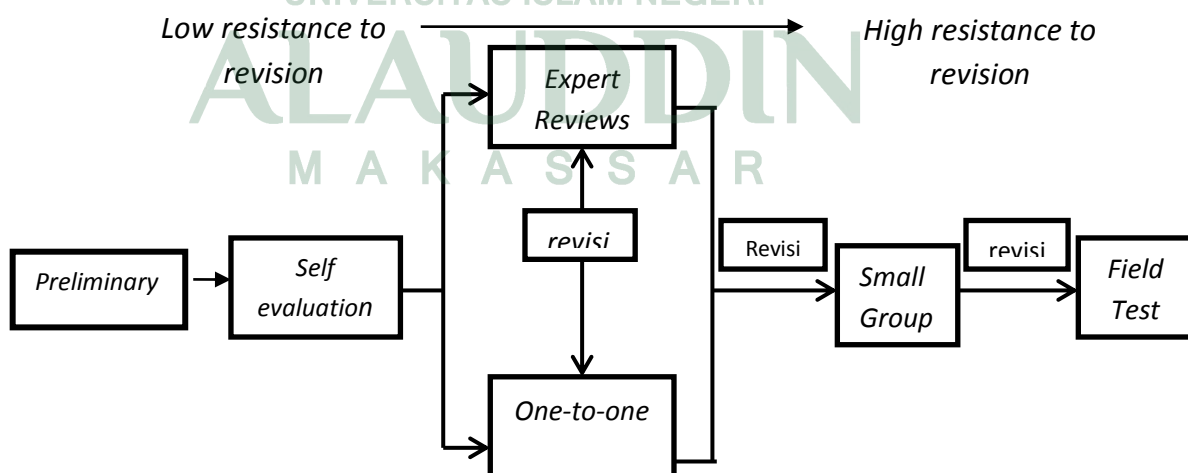 UNIVERSITAS ISLAM NEGERI
ALAUDDIN
MAKASSAR
Low resistance to
revision
High resistance to
revision
Expert
Reviews
revisi
Preliminary
Self
evaluation
Revisi
Small
Group
revisi
Field
Test
One-to-one